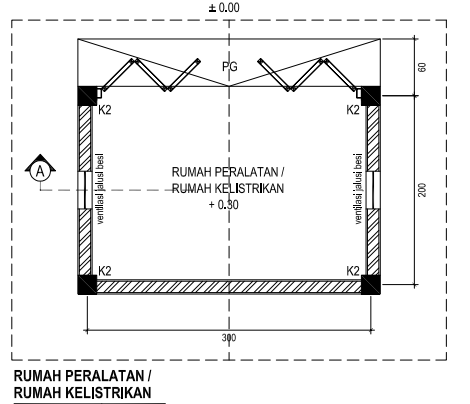 ± 0.00
PG
60
K2
K2
ventilasi jalusi besi
RUMAH PERALATAN /
RUMAH KELISTRIKAN
+ 0.30
ventilasi jalusi besi
200
A
K2
K2
300
RUMAH PERALATAN /
RUMAH KELISTRIKAN